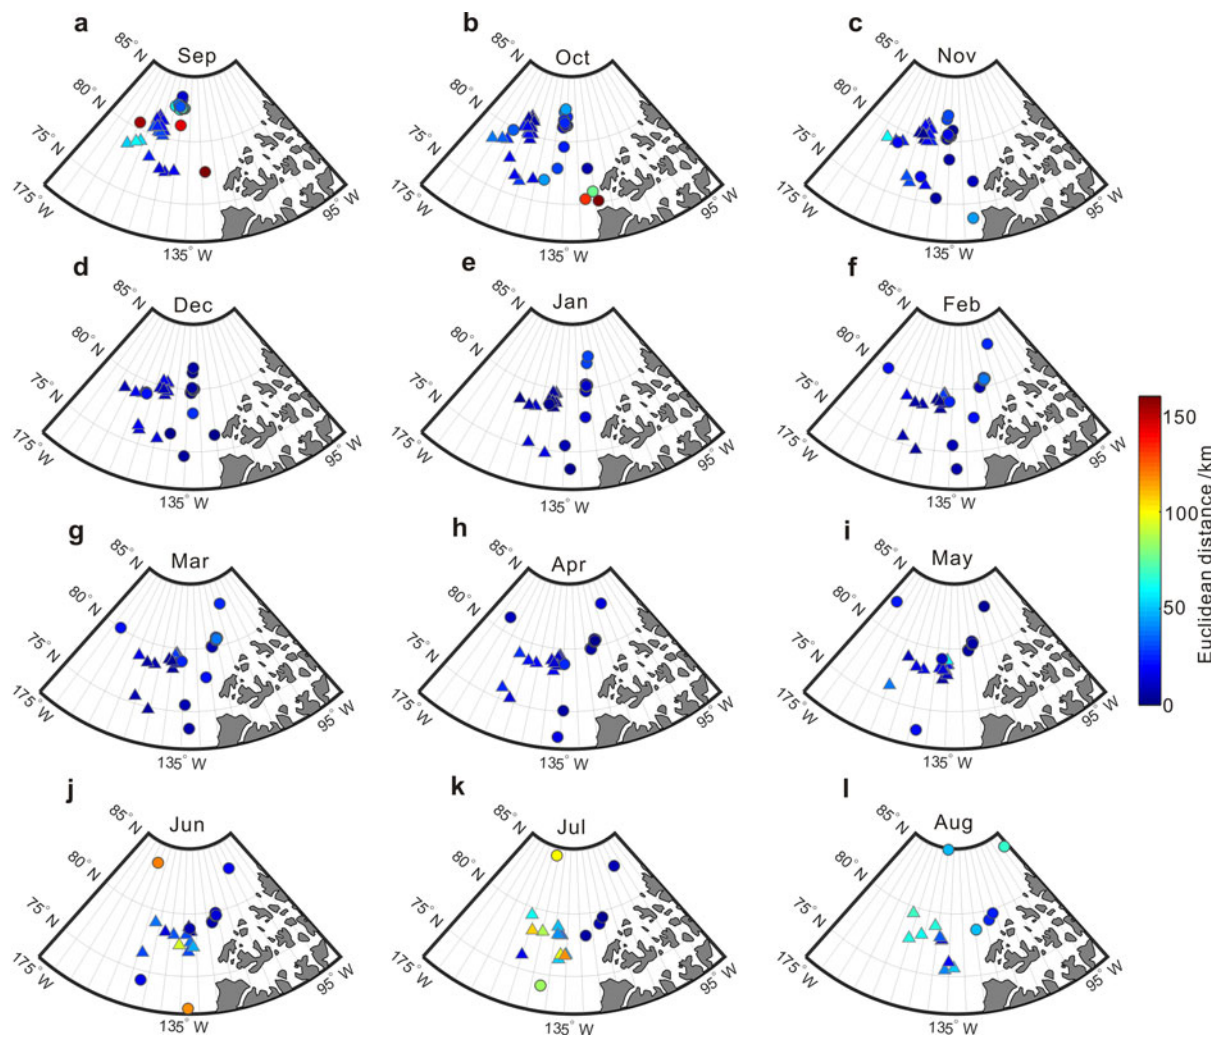 a
Sep
85° N
80° N
75° N
175° W
135° W
95° W
b
Oct
85° N
80° N
75° N
175° W
135° W
95° W
c
Nov
85° N
80° N
75° N
175° W
135° W
95° W
d
Dec
85° N
80° N
75° N
175° W
135° W
95° W
e
Jan
85° N
80° N
75° N
175° W
135° W
95° W
f
Feb
85° N
80° N
75° N
175° W
135° W
95° W
g
Mar
85° N
80° N
75° N
175° W
135° W
95° W
h
Apr
85° N
80° N
75° N
175° W
135° W
95° W
i
May
85° N
80° N
75° N
175° W
135° W
95° W
j
Jun
85° N
80° N
75° N
175° W
135° W
95° W
k
Jul
85° N
80° N
75° N
175° W
135° W
95° W
l
Aug
85° N
80° N
75° N
175° W
135° W
95° W
150
100
50
0
Euclidean distance /km